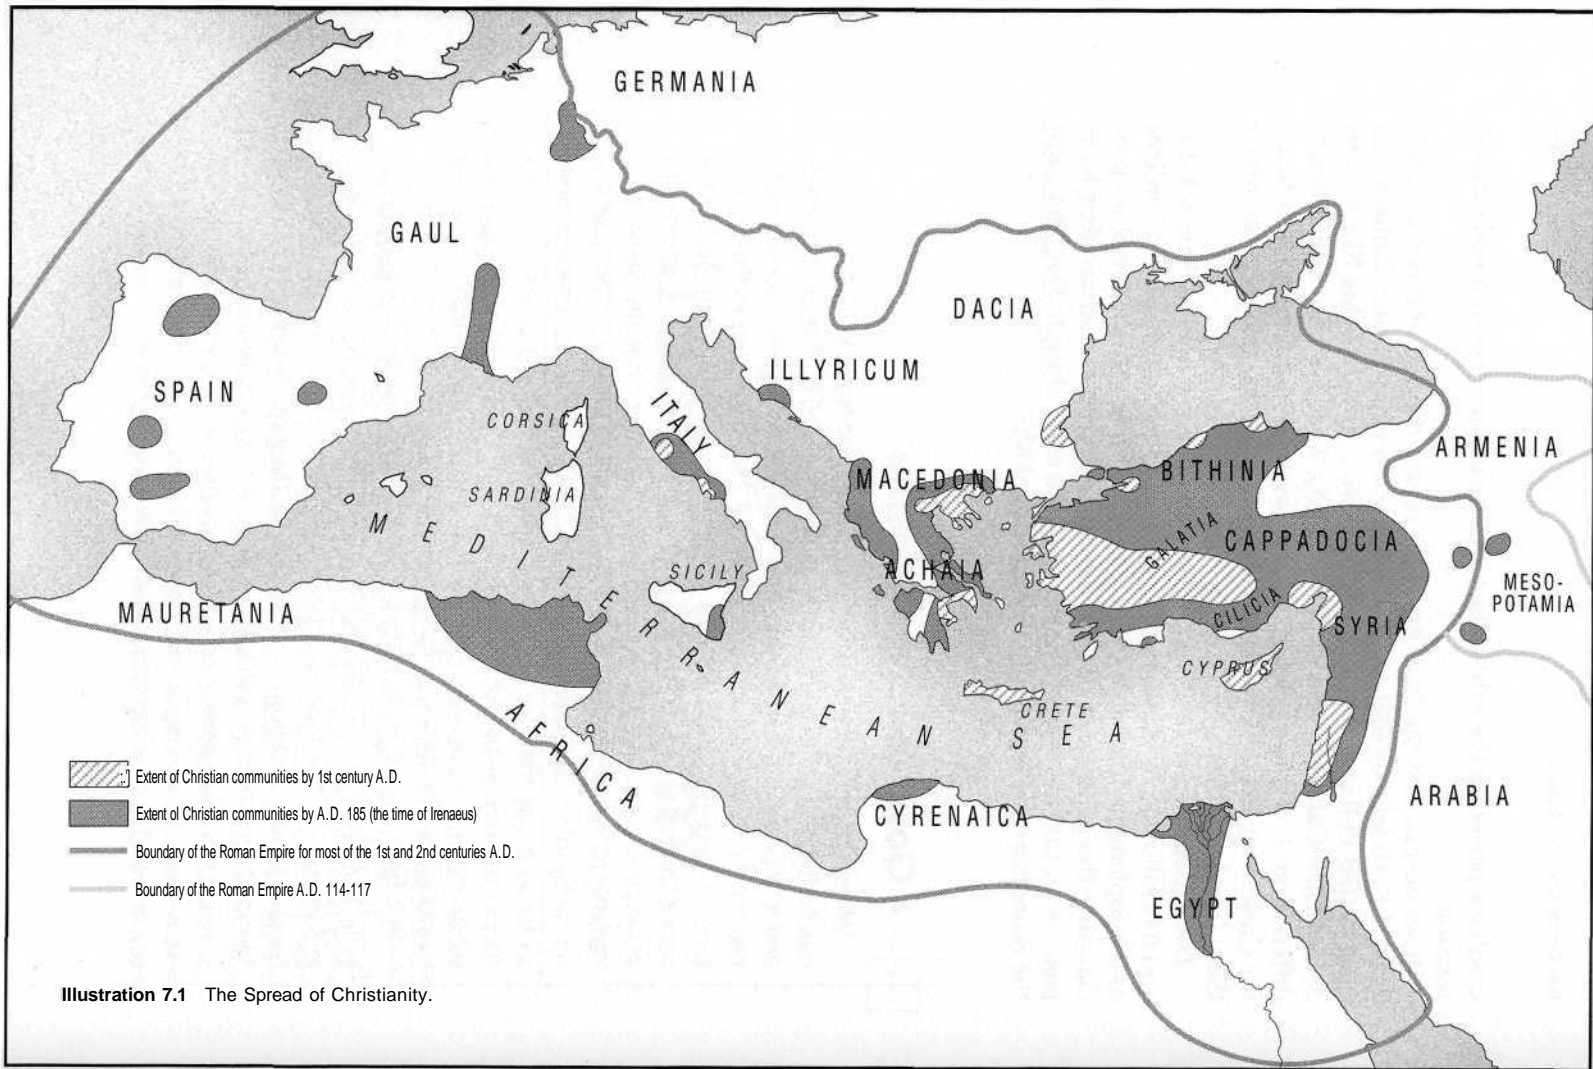 GERMANIA
GAUL
DACIA
ILLYRICUM
SPAIN
CORSICA
ITALY
ARMENIA
MACEDONIA
BITHINIA
SARDINIA
GALATIA
CAPPADOCIA
SICILY
ACHAIA
MESO-
POTAMIA
MAURETANIA
CILICIA
SYRIA
CYPRUS
MEDITERRANEAN SEA
CRETE
AFRICA
CYRENAICA
ARABIA
EGYPT
Extent of Christian communities by 1st century A.D.
Extent ol Christian communities by A.D. 185 (the time of Irenaeus)
Boundary of the Roman Empire for most of the 1st and 2nd centuries A.D.
Boundary of the Roman Empire A.D. 114-117
Illustration 7.1 The Spread of Christianity.